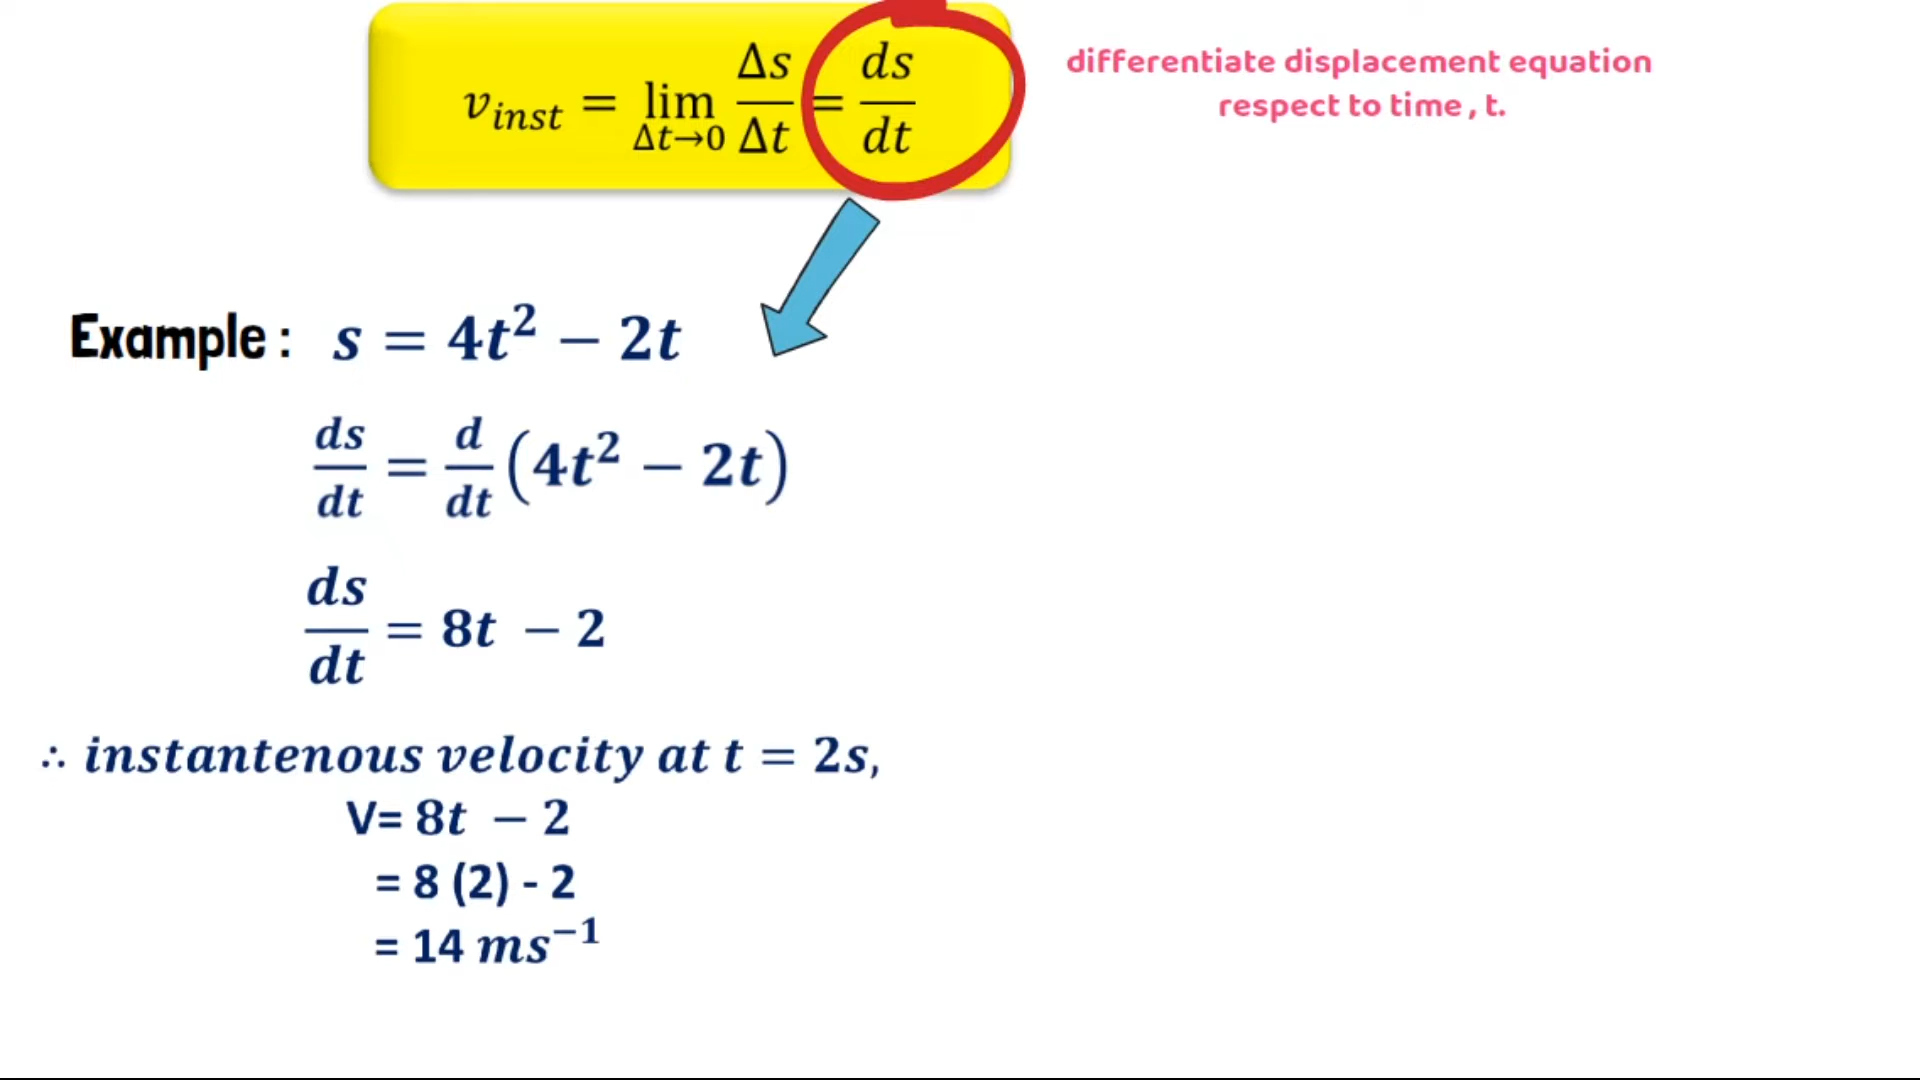 v_inst = lim_{Δt→0} Δs/Δt = ds/dt
differentiate displacement equation
respect to time , t.
Example : s = 4t² − 2t
ds/dt = d/dt (4t² − 2t)
ds/dt = 8t − 2
∴ instantenous velocity at t = 2s,
V= 8t − 2
= 8 (2) - 2
= 14 ms⁻¹